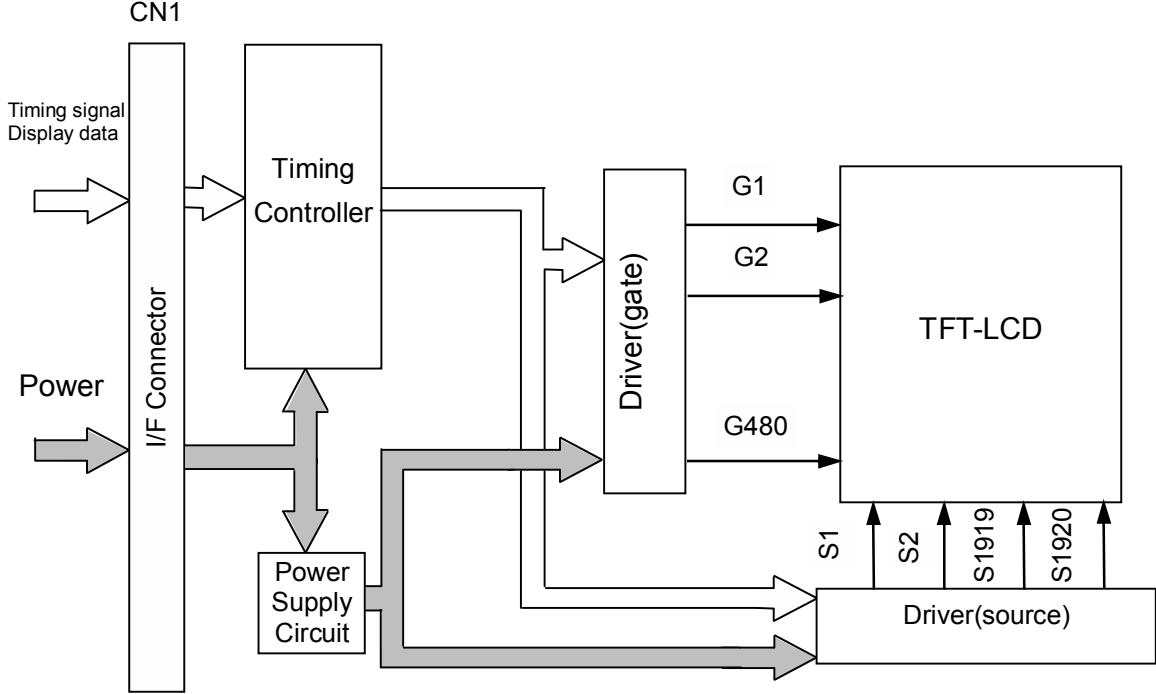 CN1
Timing signal
Display data
Power
I/F Connector
Timing
Controller
Power
Supply
Circuit
Driver(gate)
G1
G2
G480
TFT-LCD
S1
S2
S1919
S1920
Driver(source)